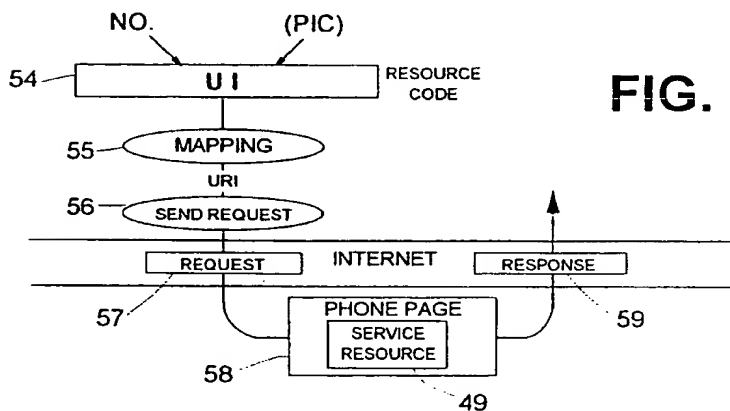 NO. (PIC)
54 U I RESOURCE CODE
FIG.
55 MAPPING
URI
56 SEND REQUEST
REQUEST INTERNET RESPONSE
57 59
PHONE PAGE
SERVICE
RESOURCE
58 49